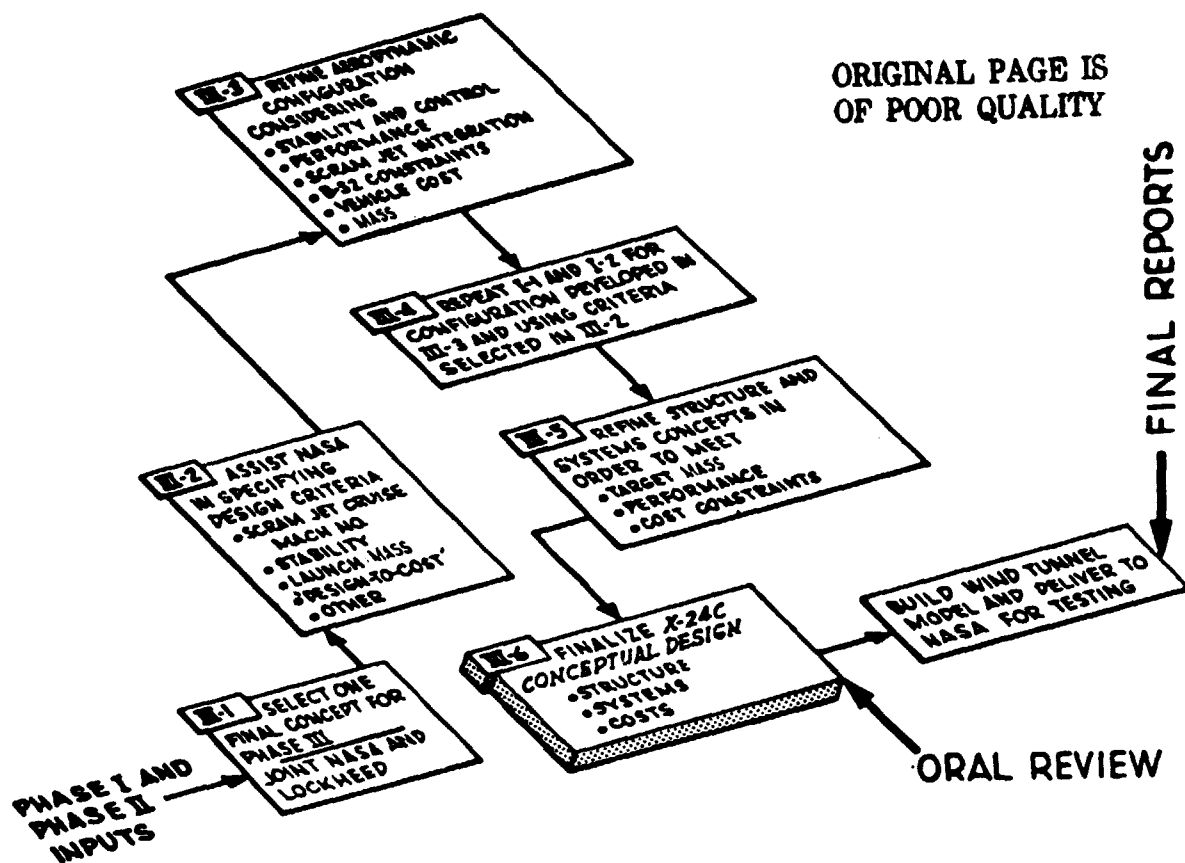 ORIGINAL PAGE IS
OF POOR QUALITY
III-3 REFINE AERODYNAMIC
CONFIGURATION
CONSIDERING
• STABILITY AND CONTROL
• PERFORMANCE
• SCRAM JET INTEGRATION
• B-52 CONSTRAINTS
• VEHICLE COST
• MASS
III-4 REPEAT I-1 AND I-2 FOR
CONFIGURATION DEVELOPED IN
III-3 AND USING CRITERIA
SELECTED IN III-2
III-5 REFINE STRUCTURE AND
SYSTEMS CONCEPTS IN
ORDER TO MEET
• TARGET MASS
• PERFORMANCE
• COST CONSTRAINTS
III-2 ASSIST NASA
IN SPECIFYING
DESIGN CRITERIA
• SCRAM JET CRUISE
MACH NO.
• STABILITY
• LAUNCH MASS
• 'DESIGN-TO-COST'
• OTHER
III-1 SELECT ONE
FINAL CONCEPT FOR
PHASE III
JOINT NASA AND
LOCKHEED
PHASE I AND
PHASE II
INPUTS
III-6 FINALIZE X-24C
CONCEPTUAL DESIGN
• STRUCTURE
• SYSTEMS
• COSTS
BUILD WIND TUNNEL
MODEL AND DELIVER TO
NASA FOR TESTING
ORAL REVIEW
FINAL REPORTS